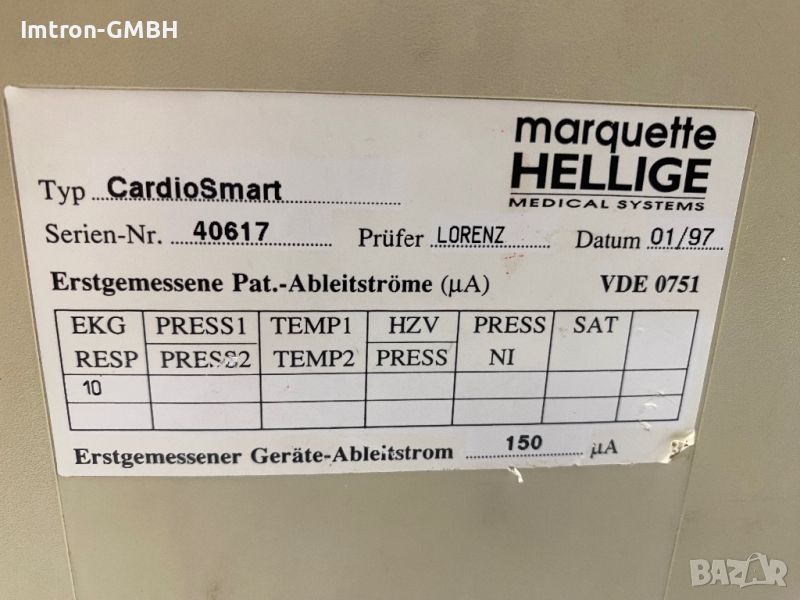 Imtron-GMBH
marquette
HELLIGE
MEDICAL SYSTEMS
Typ CardioSmart
Serien-Nr. 40617 Prüfer LORENZ Datum 01/97
Erstgemessene Pat.-Ableitströme (µA) VDE 0751
EKG PRESS1 TEMP1 HZV PRESS SAT
RESP PRESS2 TEMP2 PRESS NI
10
Erstgemessener Geräte-Ableitstrom 150 µA
BAZAR